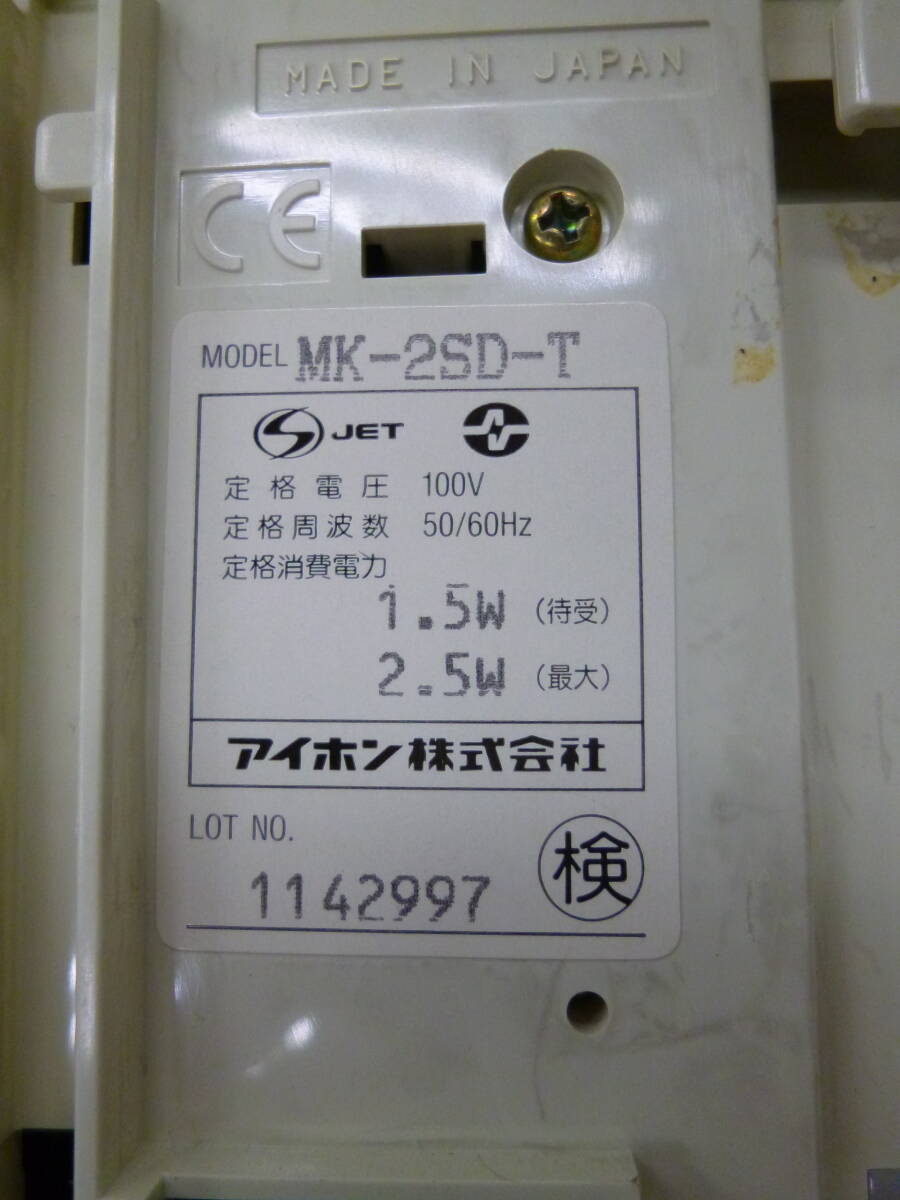 MADE IN JAPAN
CE
MODEL MK-2SD-T
S JET
定格電圧 100V
定格周波数 50/60Hz
定格消費電力
1.5W (待受)
2.5W (最大)
アイホン株式会社
LOT NO.
検
1142997